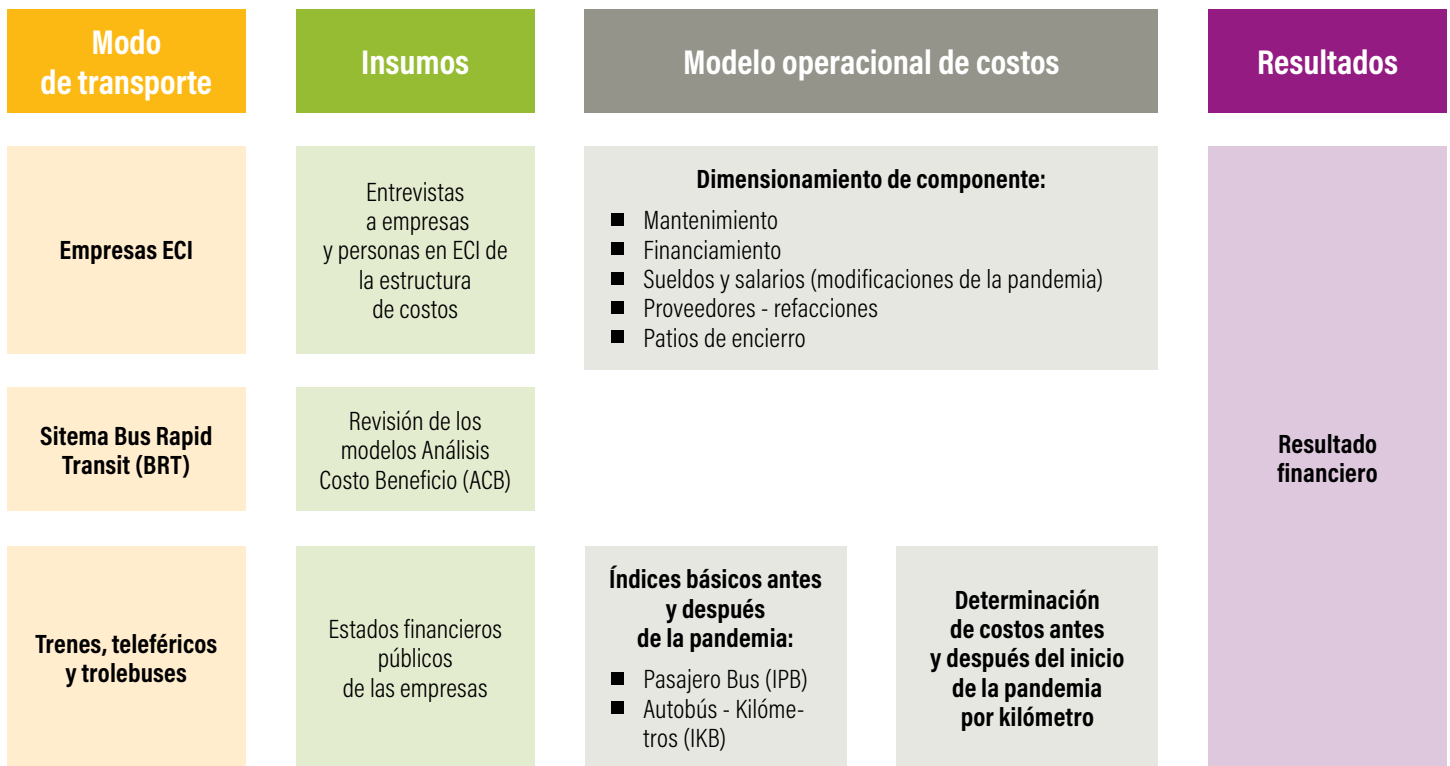 Modo
de transporte
Insumos
Modelo operacional de costos
Resultados
Empresas ECI
Entrevistas
a empresas
y personas en ECI de
la estructura
de costos
Dimensionamiento de componente:
■ Mantenimiento
■ Financiamiento
■ Sueldos y salarios (modificaciones de la pandemia)
■ Proveedores - refacciones
■ Patios de encierro
Sitema Bus Rapid
Transit (BRT)
Revisión de los
modelos Análisis
Costo Beneficio (ACB)
Resultado
financiero
Trenes, teleféricos
y trolebuses
Estados financieros
públicos
de las empresas
Índices básicos antes
y después
de la pandemia:
■ Pasajero Bus (IPB)
■ Autobús - Kilóme-
tros (IKB)
Determinación
de costos antes
y después del inicio
de la pandemia
por kilómetro